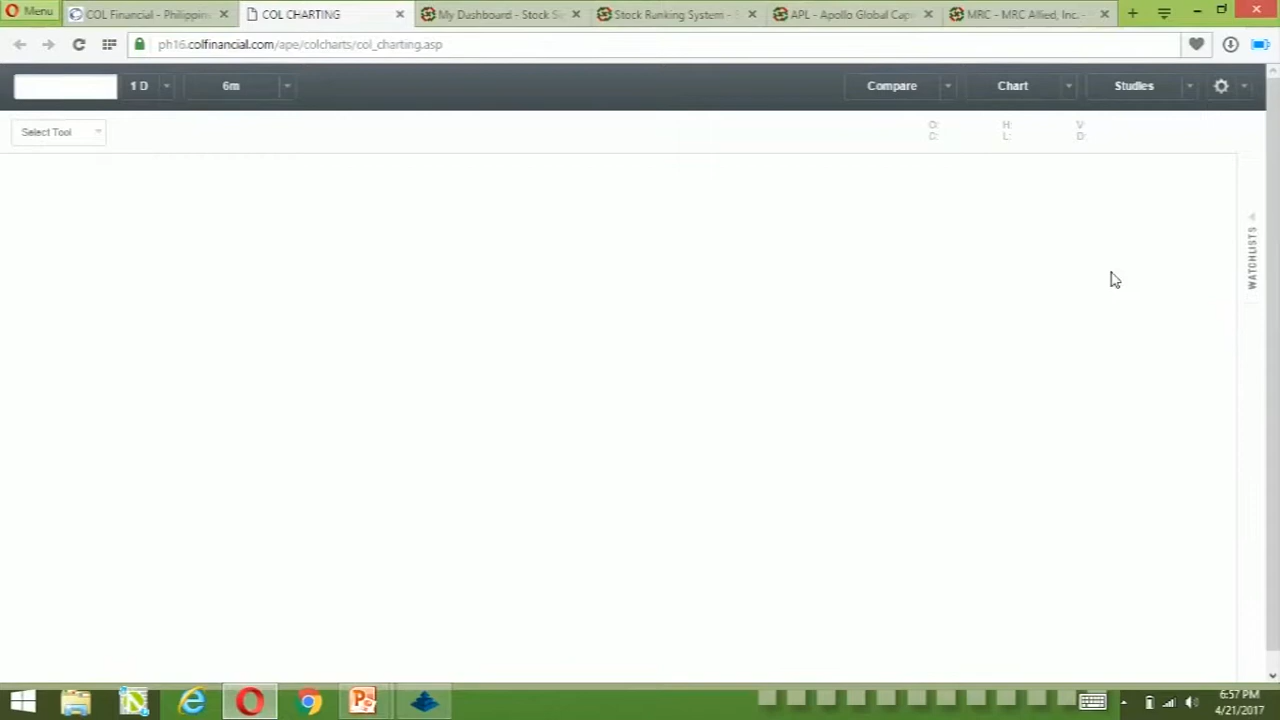 Menu
COL Financial - Philippin
COL CHARTING
My Dashboard - Stock Se
Stock Ranking System - S
APL - Apollo Global Capi
MRC - MRC Allied, Inc. -
ph16.colfinancial.com/ape/colcharts/col_charting.asp
1 D
6m
Compare
Chart
Studies
Select Tool
O: H: V:
C: L: D:
WATCHLISTS
6:57 PM
4/21/2017